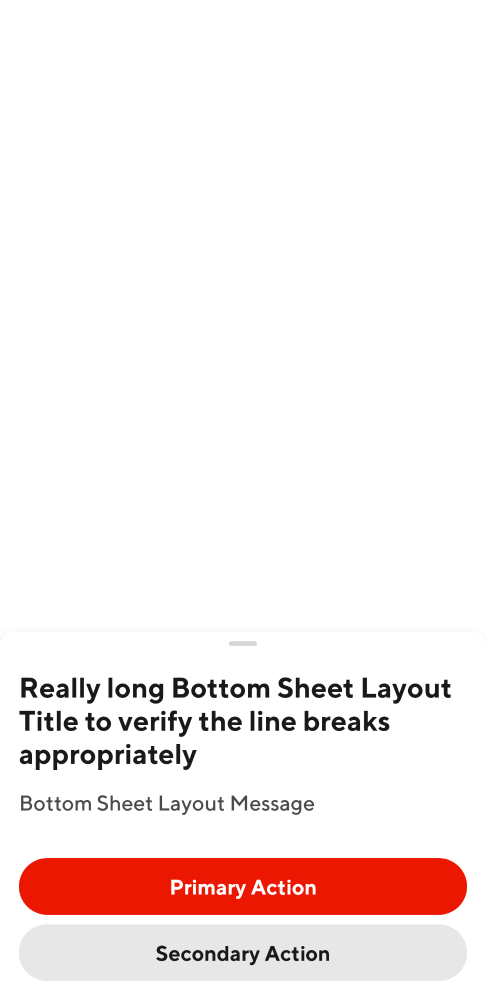 Really long Bottom Sheet Layout
Title to verify the line breaks
appropriately
Bottom Sheet Layout Message
Primary Action
Secondary Action